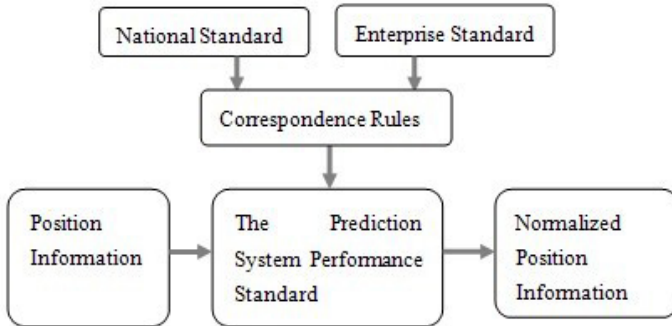 National Standard
Enterprise Standard
Correspondence Rules
Position
Information
The Prediction
System Performance
Standard
Normalized
Position
Information